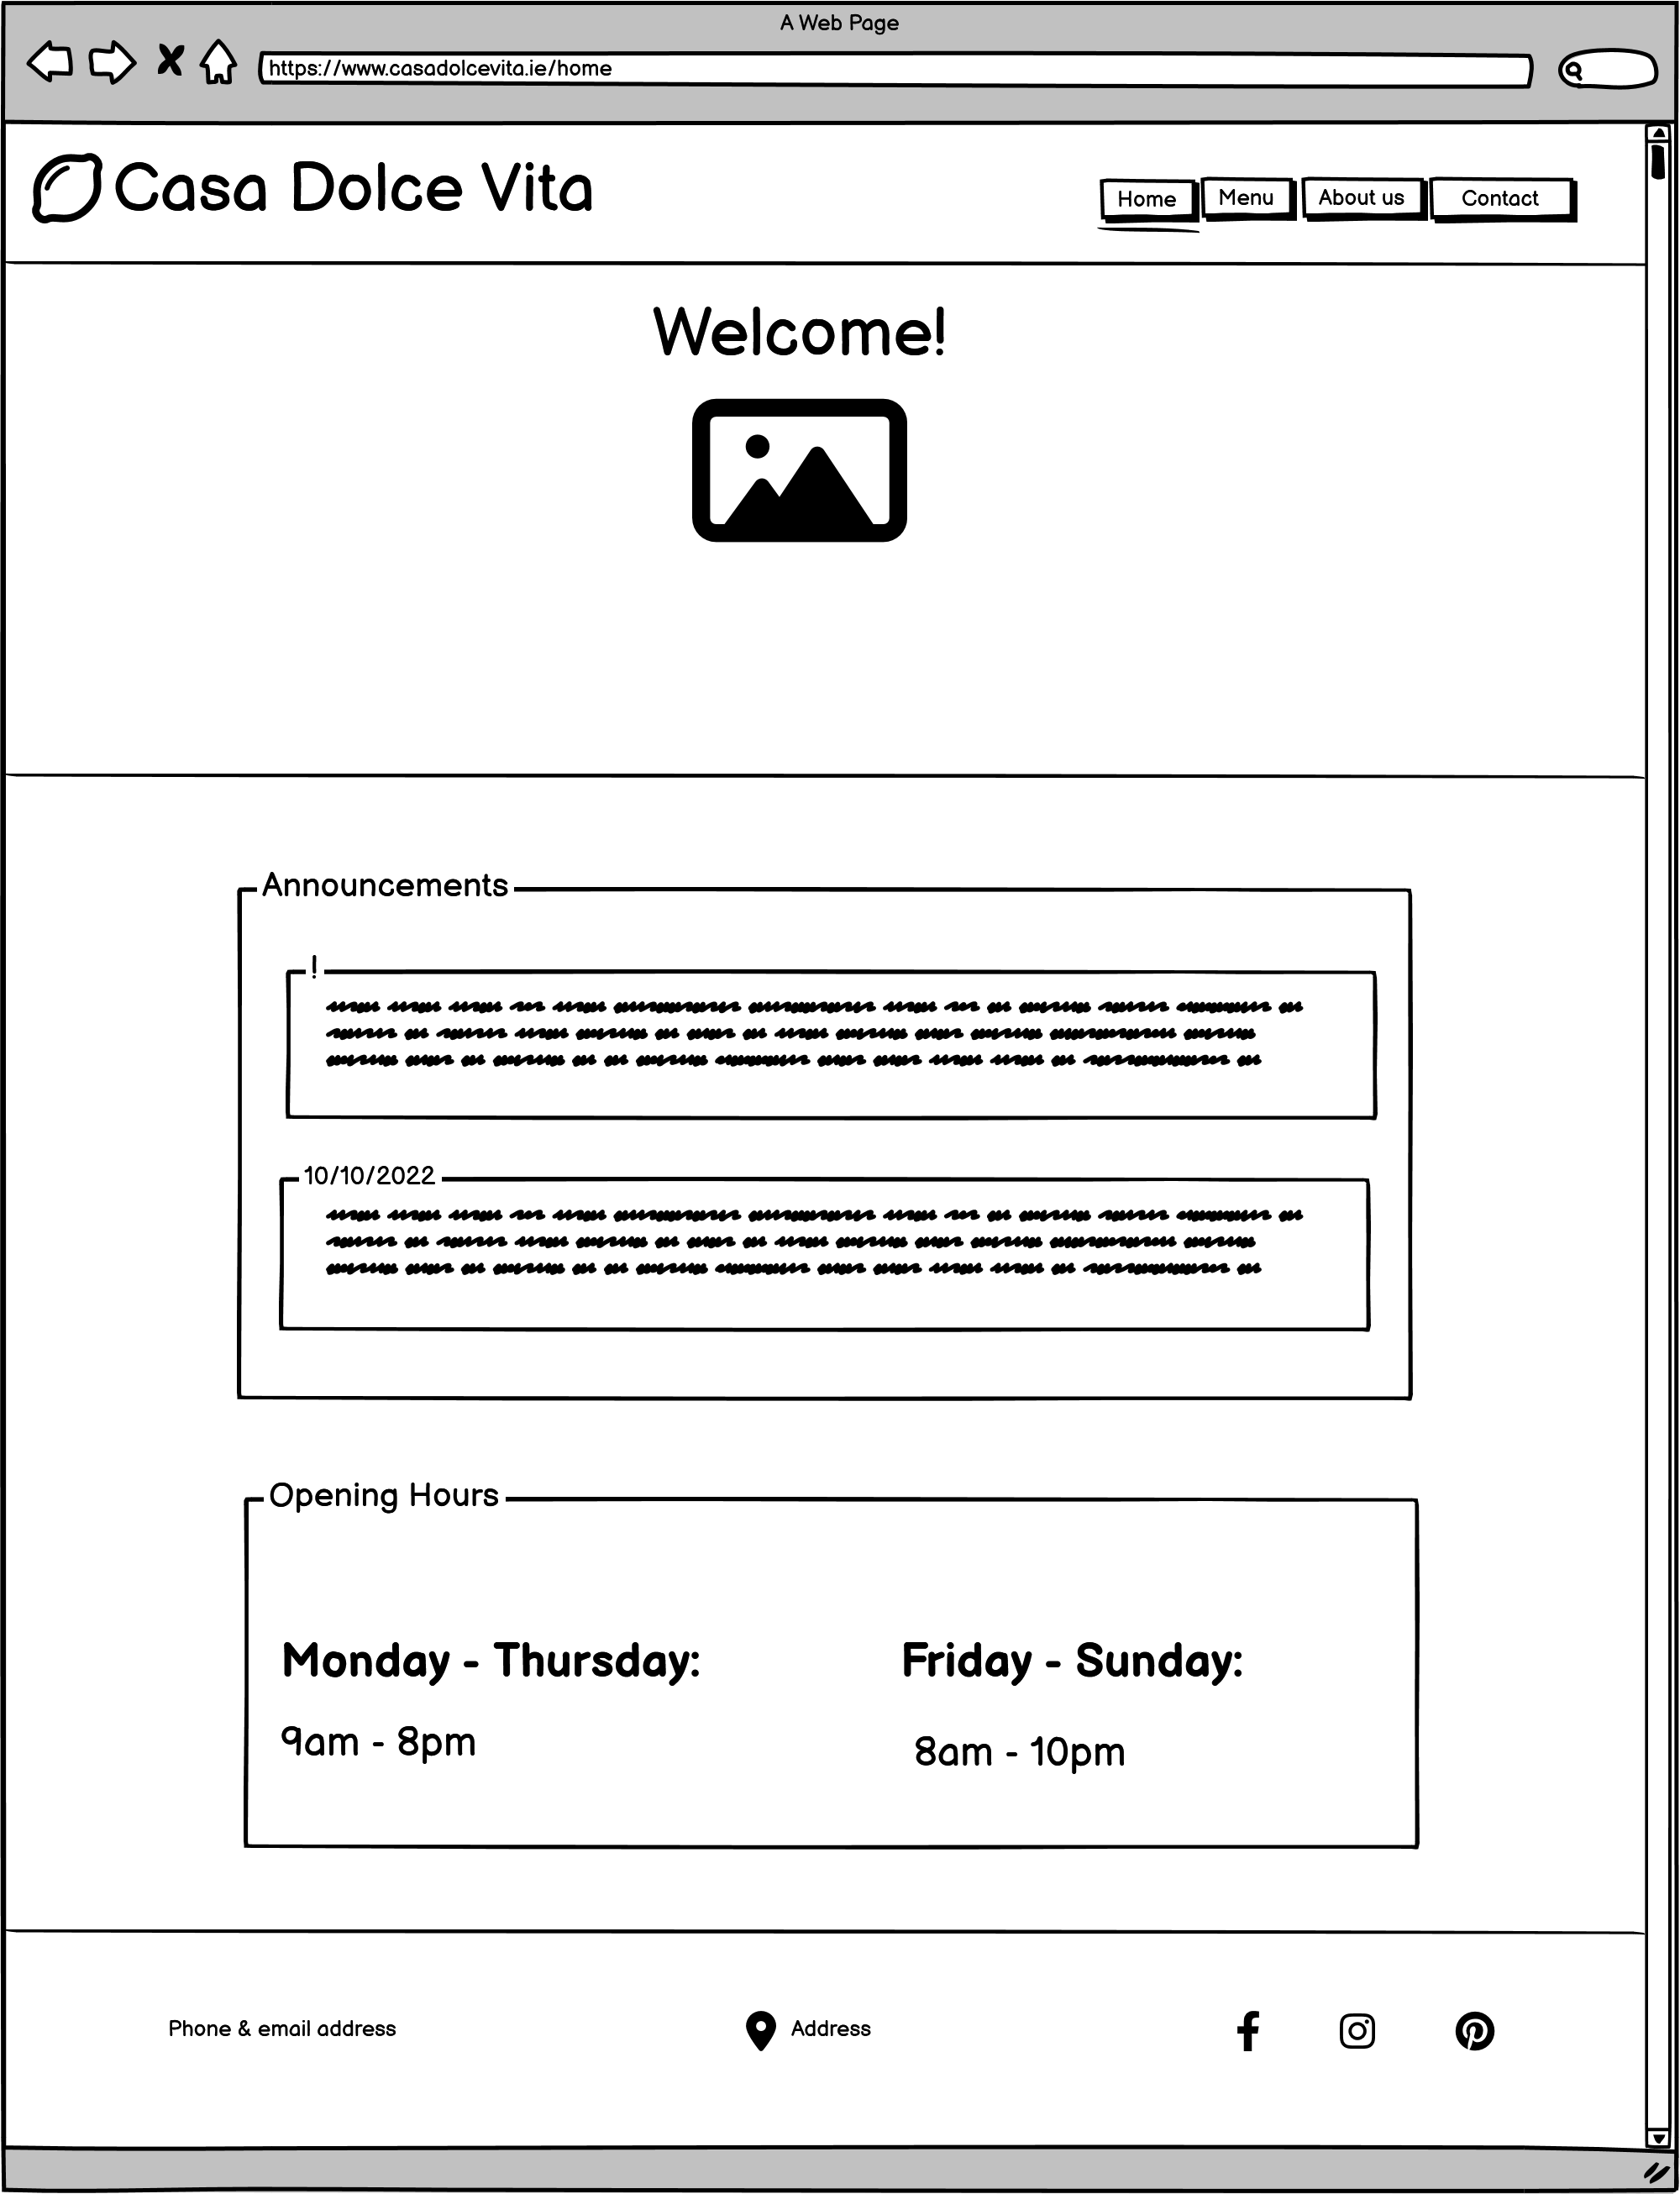 A Web Page
https://www.casadolcevita.ie/home
Casa Dolce Vita
Home Menu About us Contact
Welcome!
Announcements
!
10/10/2022
Opening Hours
Monday - Thursday: Friday - Sunday:
9am - 8pm
8am - 10pm
Phone & email address Address